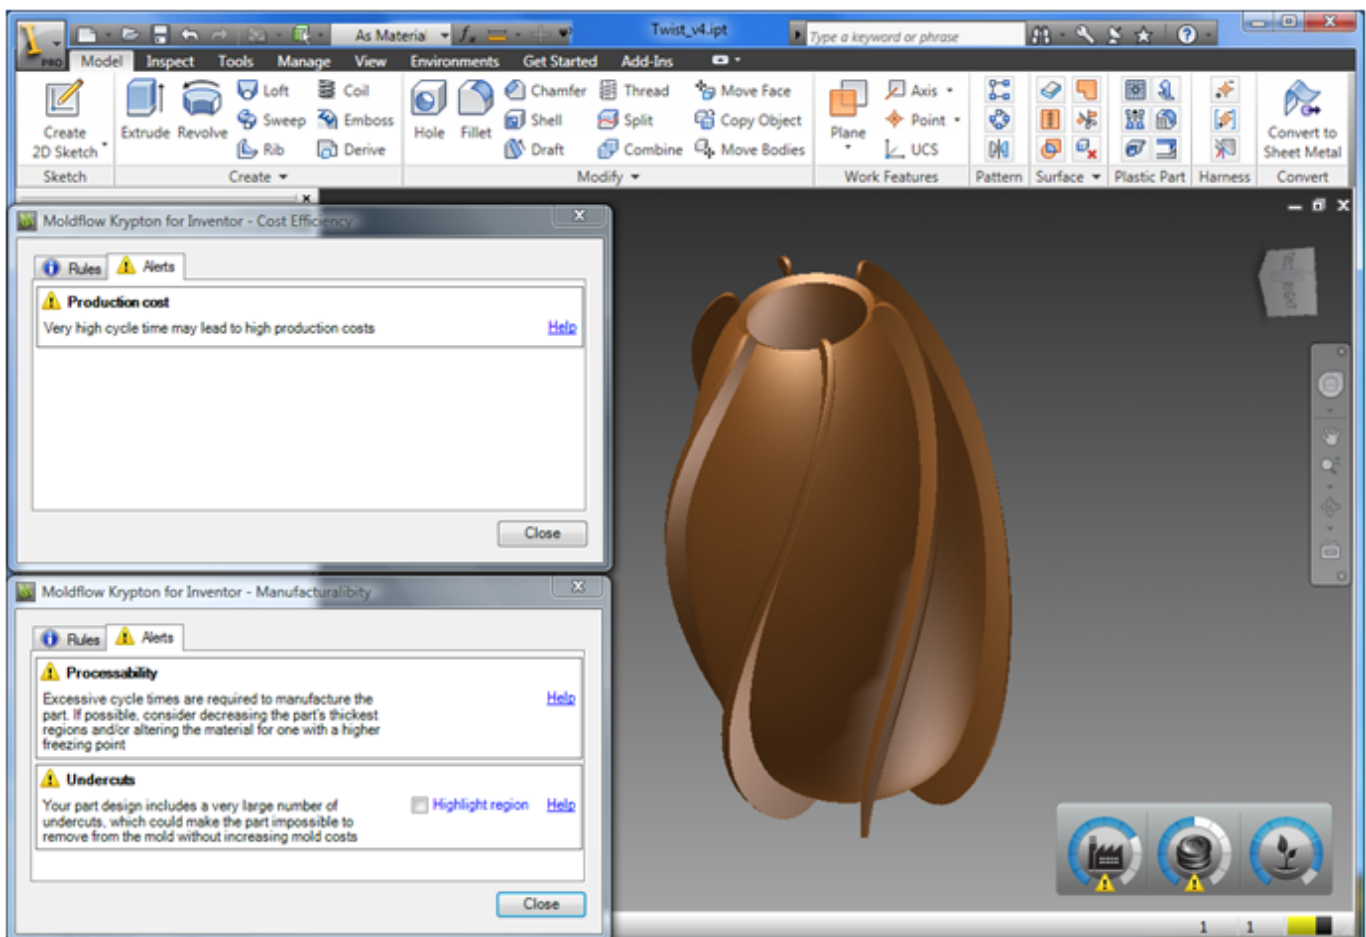 PRO
As Material
Twist_v4.ipt
Type a keyword or phrase
Model Inspect Tools Manage View Environments Get Started Add-Ins
Loft Coil Chamfer Thread Move Face Axis
Create 2D Sketch Extrude Revolve Sweep Emboss Hole Fillet Shell Split Copy Object Plane Point Convert to Sheet Metal
Rib Derive Draft Combine Move Bodies UCS
Sketch Create Modify Work Features Pattern Surface Plastic Part Harness Convert
Moldflow Krypton for Inventor - Cost Efficiency
Rules Alerts
Production cost
Very high cycle time may lead to high production costs Help
Close
RIGHT
Moldflow Krypton for Inventor - Manufacturalibity
Rules Alerts
Processability
Excessive cycle times are required to manufacture the Help
part. If possible, consider decreasing the part's thickest
regions and/or altering the material for one with a higher
freezing point
Undercuts
Your part design includes a very large number of Highlight region Help
undercuts, which could make the part impossible to
remove from the mold without increasing mold costs
Close
1 1